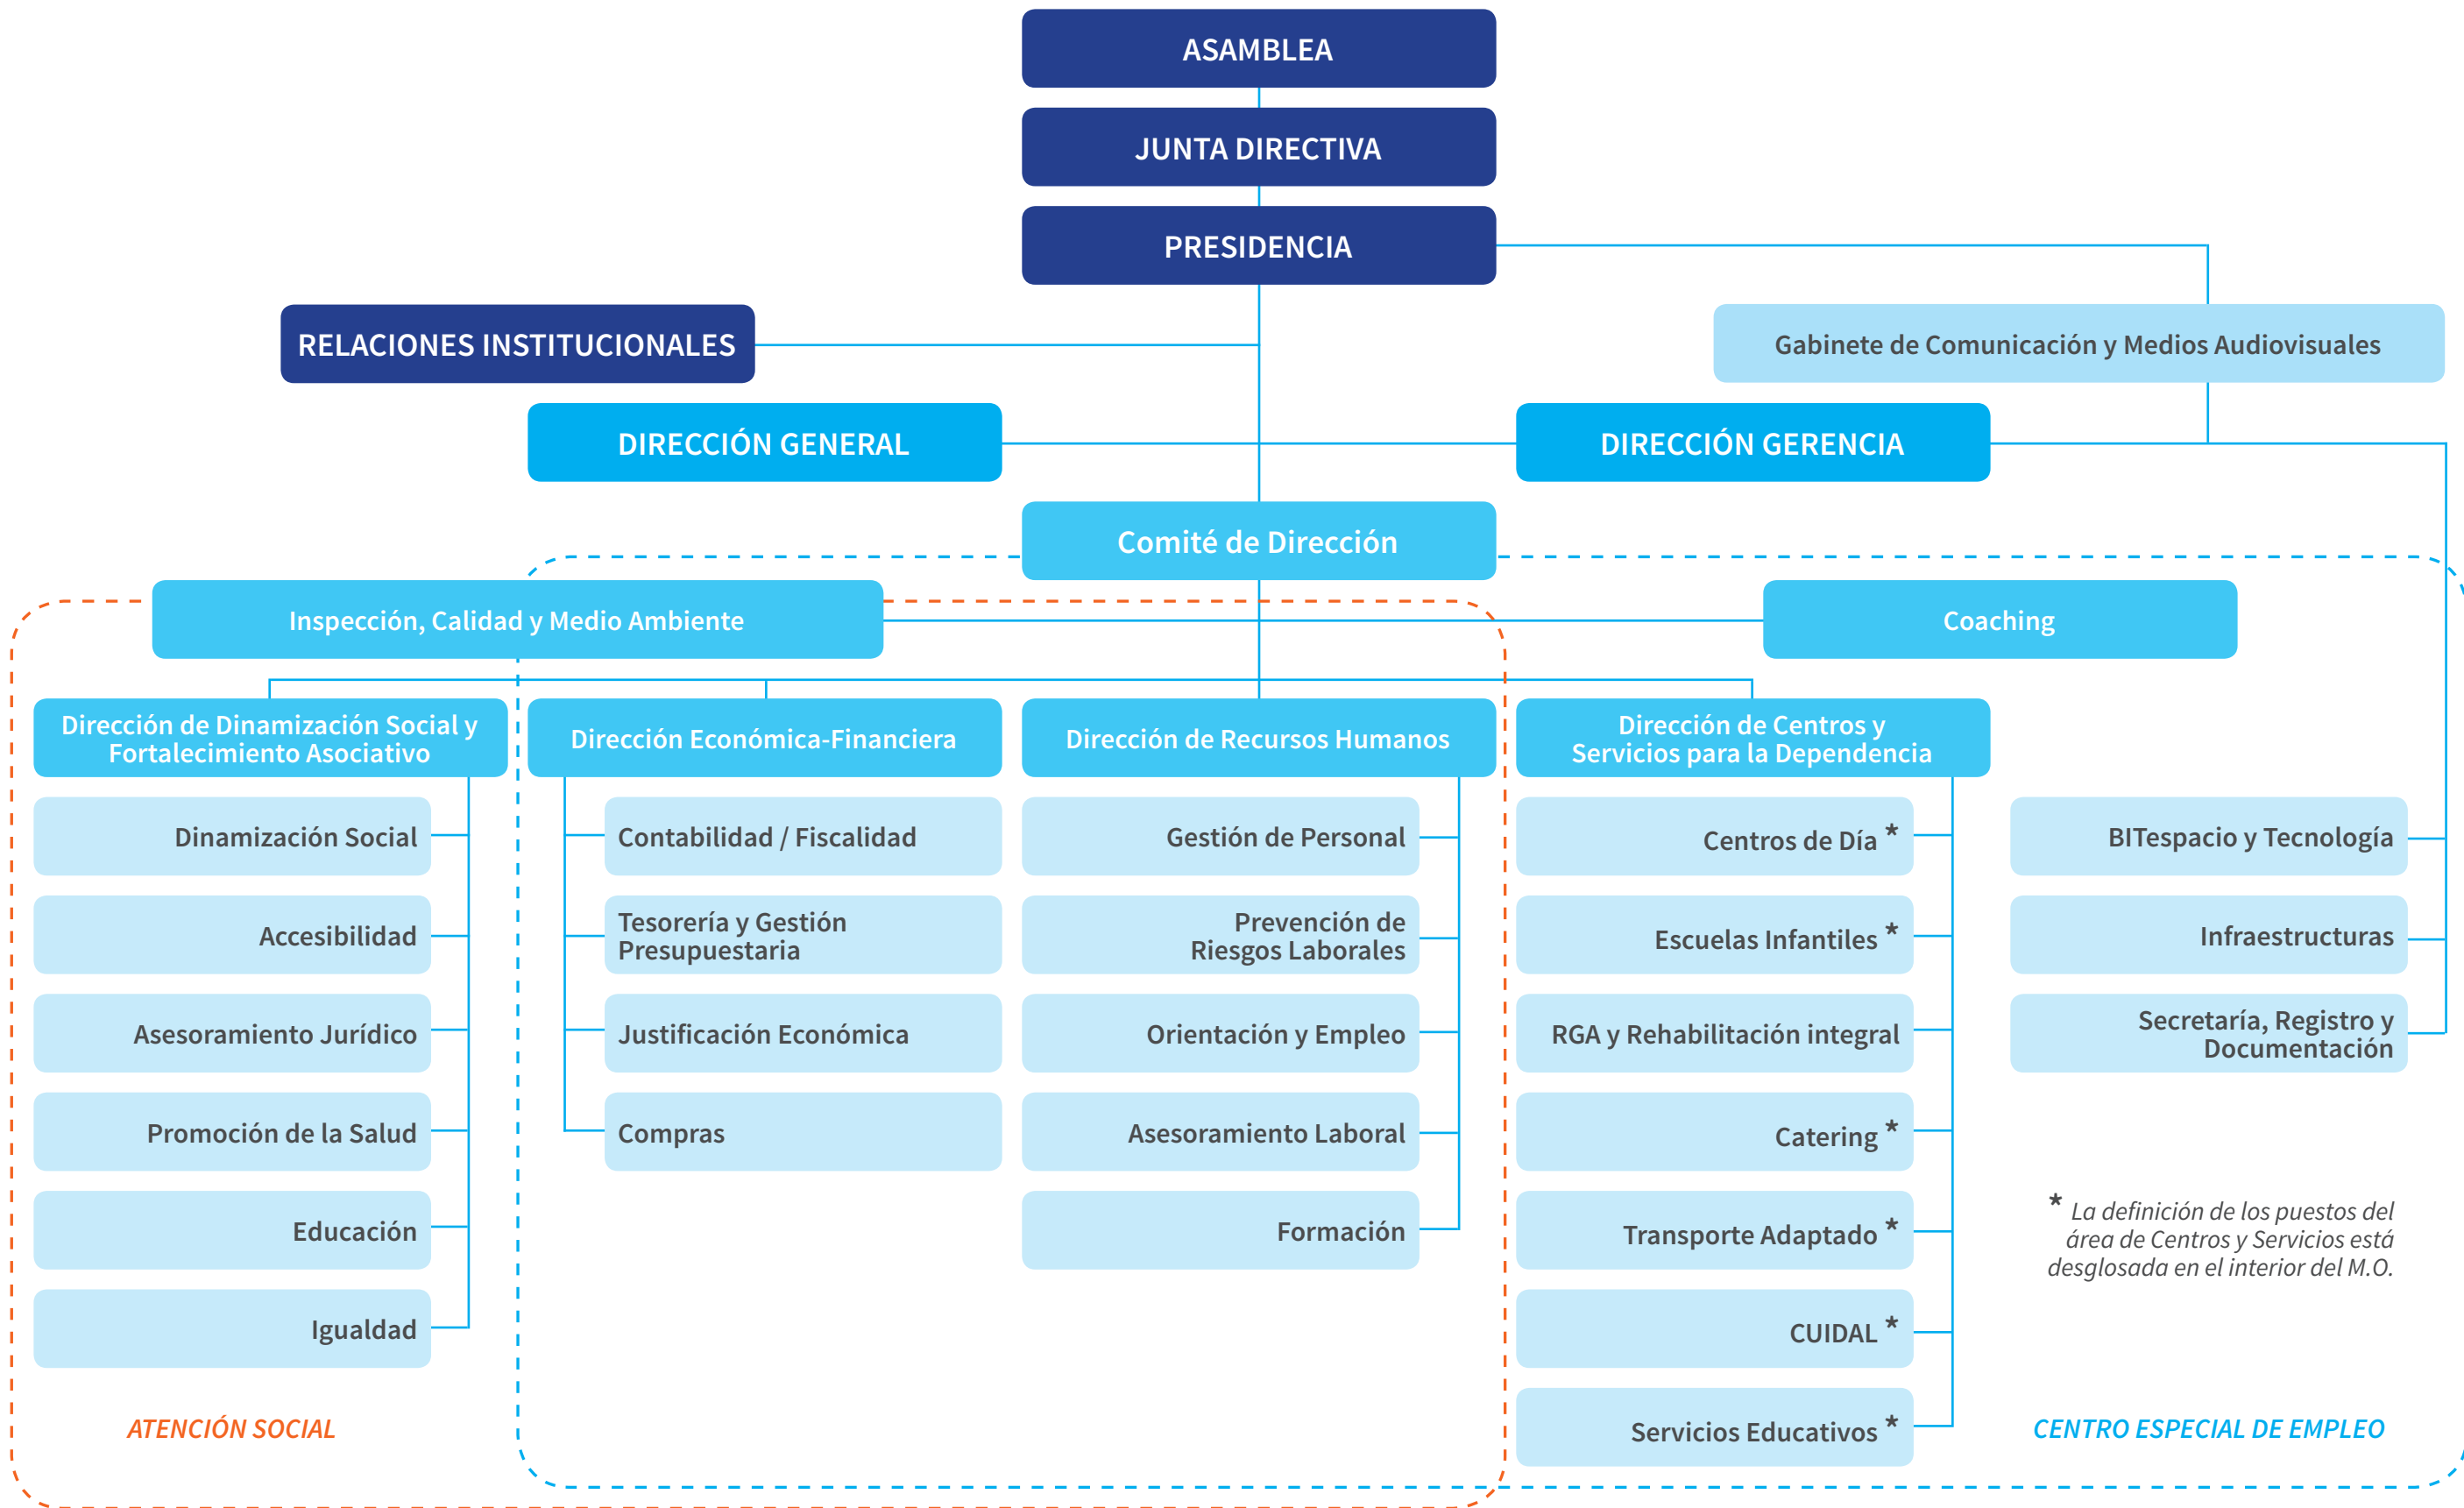 ASAMBLEA
JUNTA DIRECTIVA
PRESIDENCIA
RELACIONES INSTITUCIONALES
Gabinete de Comunicación y Medios Audiovisuales
DIRECCIÓN GENERAL
DIRECCIÓN GERENCIA
Comité de Dirección
Inspección, Calidad y Medio Ambiente
Coaching
Dirección de Dinamización Social y
Fortalecimiento Asociativo
Dinamización Social
Accesibilidad
Asesoramiento Jurídico
Promoción de la Salud
Educación
Igualdad
ATENCIÓN SOCIAL
Dirección Económica-Financiera
Contabilidad / Fiscalidad
Tesorería y Gestión
Presupuestaria
Justificación Económica
Compras
Dirección de Recursos Humanos
Gestión de Personal
Prevención de
Riesgos Laborales
Orientación y Empleo
Asesoramiento Laboral
Formación
Dirección de Centros y
Servicios para la Dependencia
Centros de Día *
Escuelas Infantiles *
RGA y Rehabilitación integral
Catering *
Transporte Adaptado *
CUIDAL *
Servicios Educativos *
BITespacio y Tecnología
Infraestructuras
Secretaría, Registro y
Documentación
* La definición de los puestos del
área de Centros y Servicios está
desglosada en el interior del M.O.
CENTRO ESPECIAL DE EMPLEO